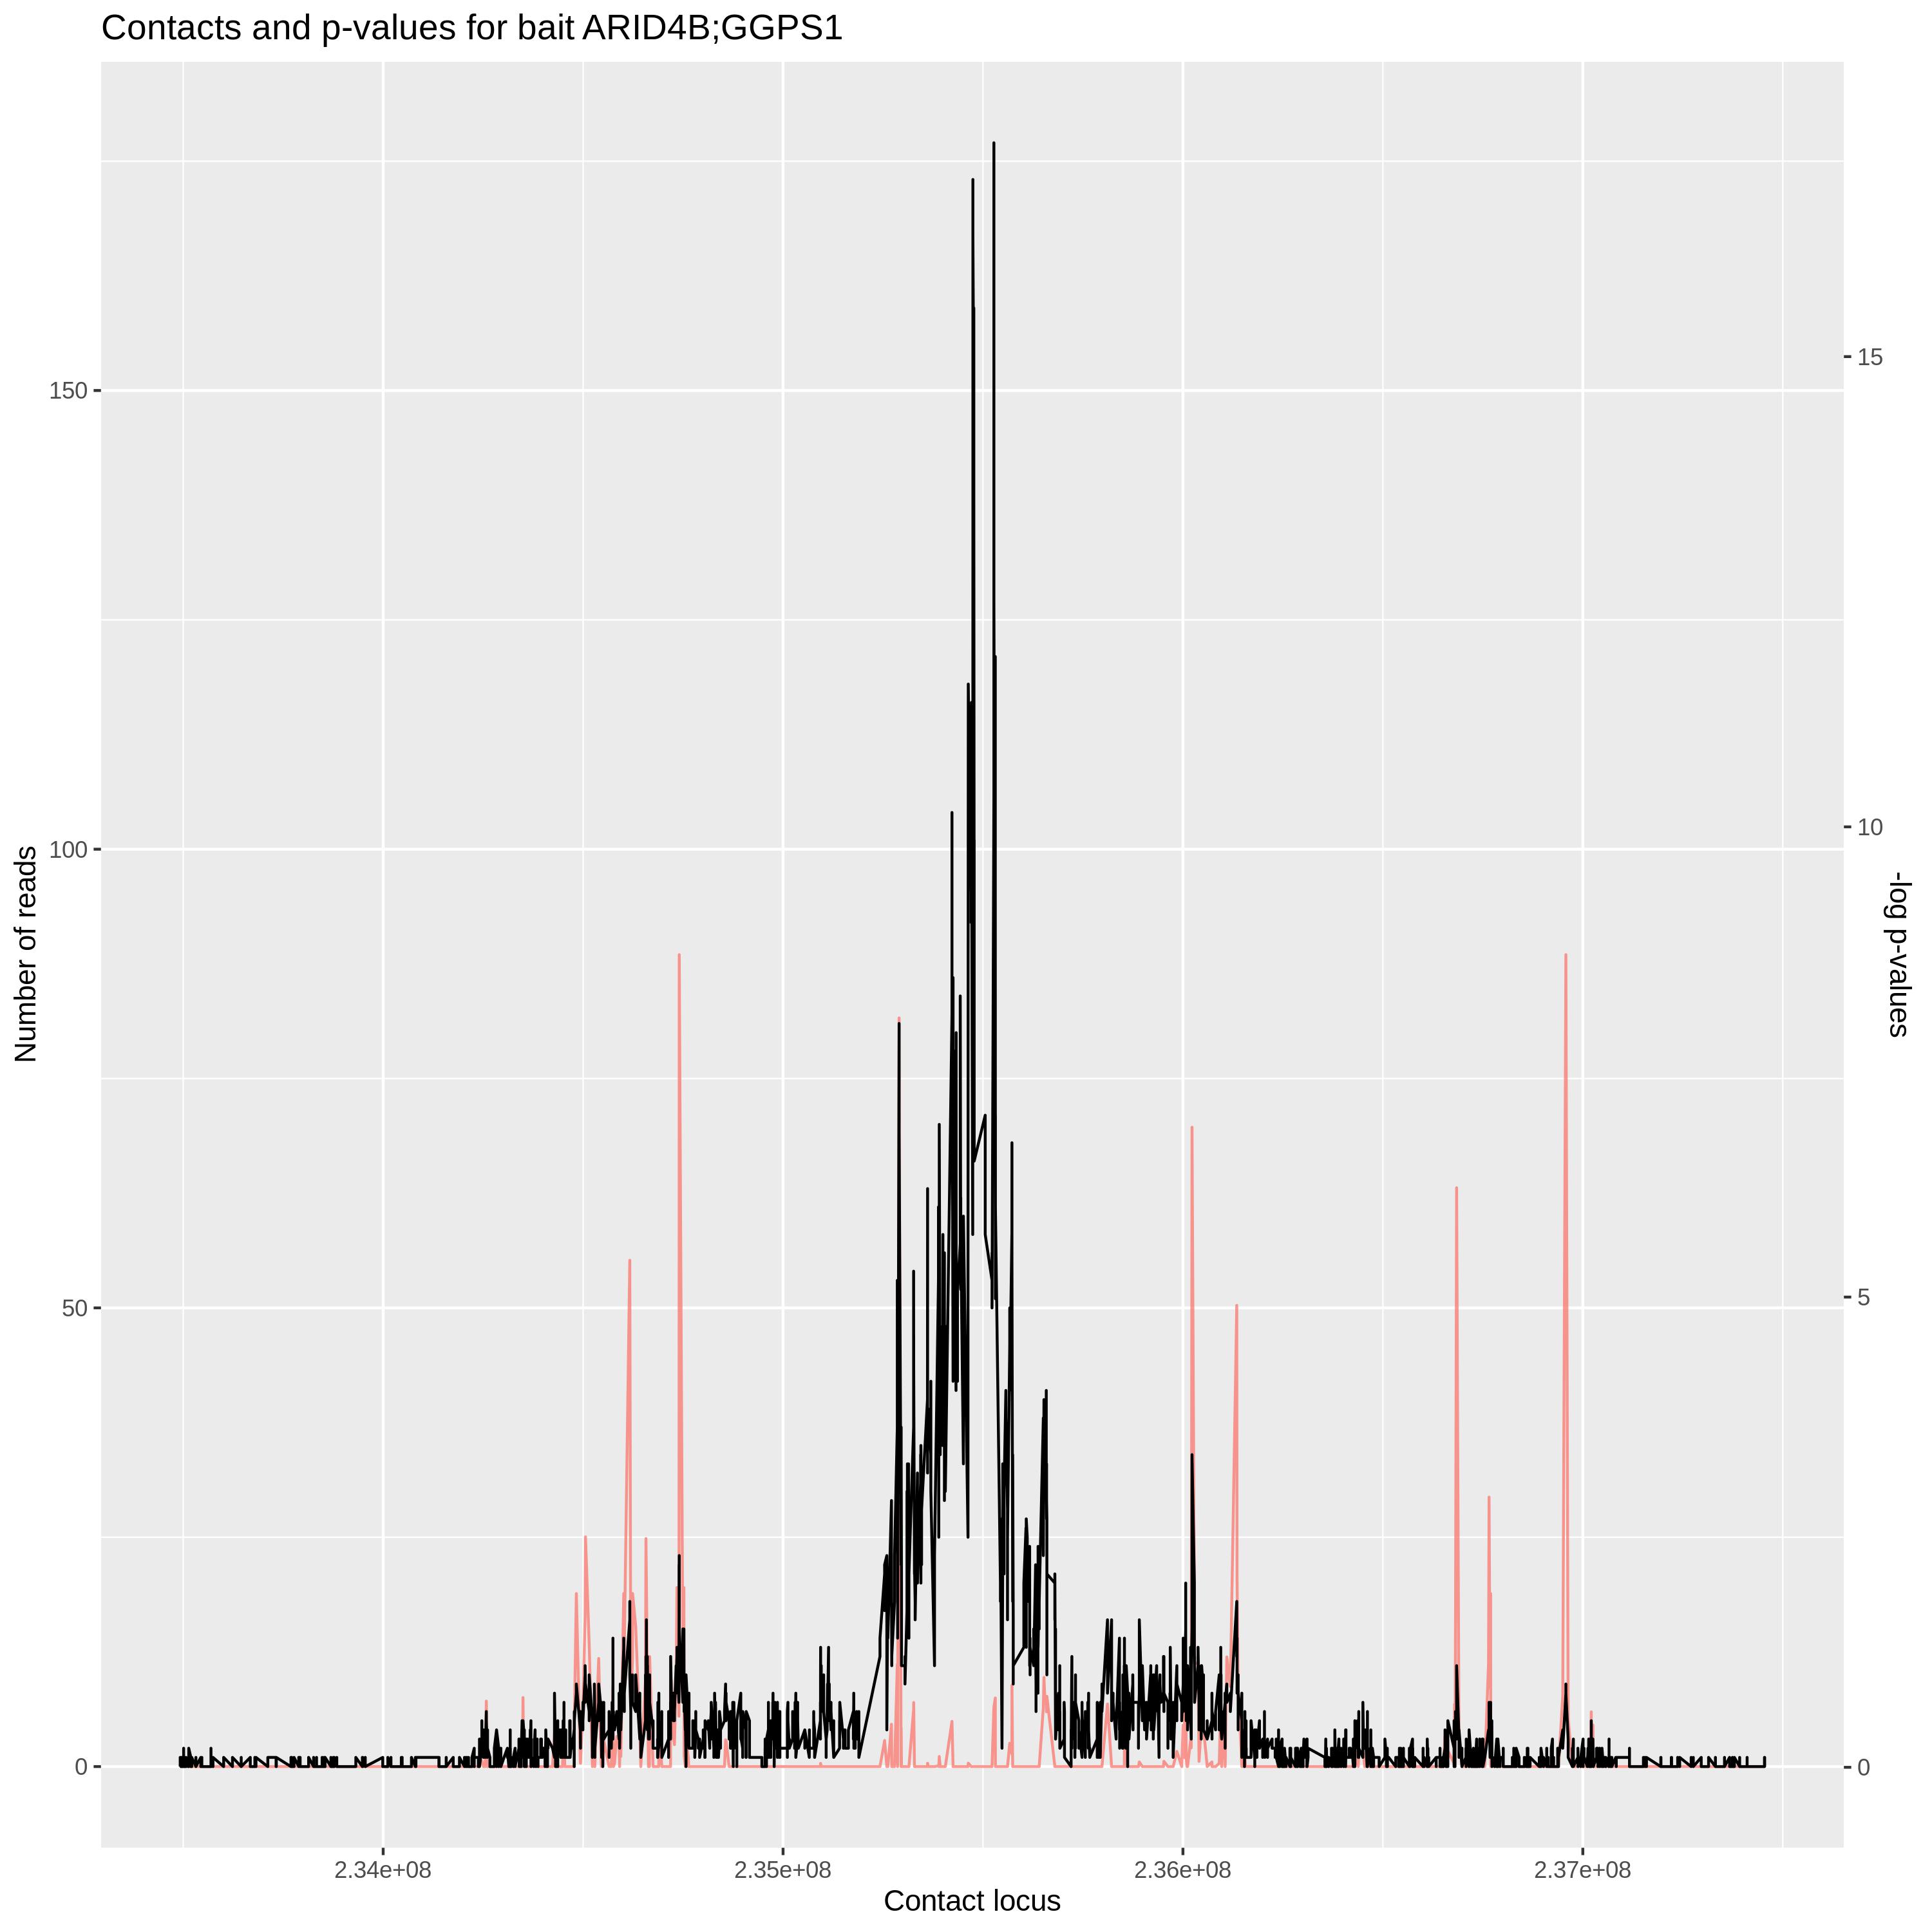 Contacts and p-values for bait ARID4B;GGPS1
Number of reads
150
100
50
0
15
10
5
0
-log p-values
2.34e+08 2.35e+08 2.36e+08 2.37e+08
Contact locus